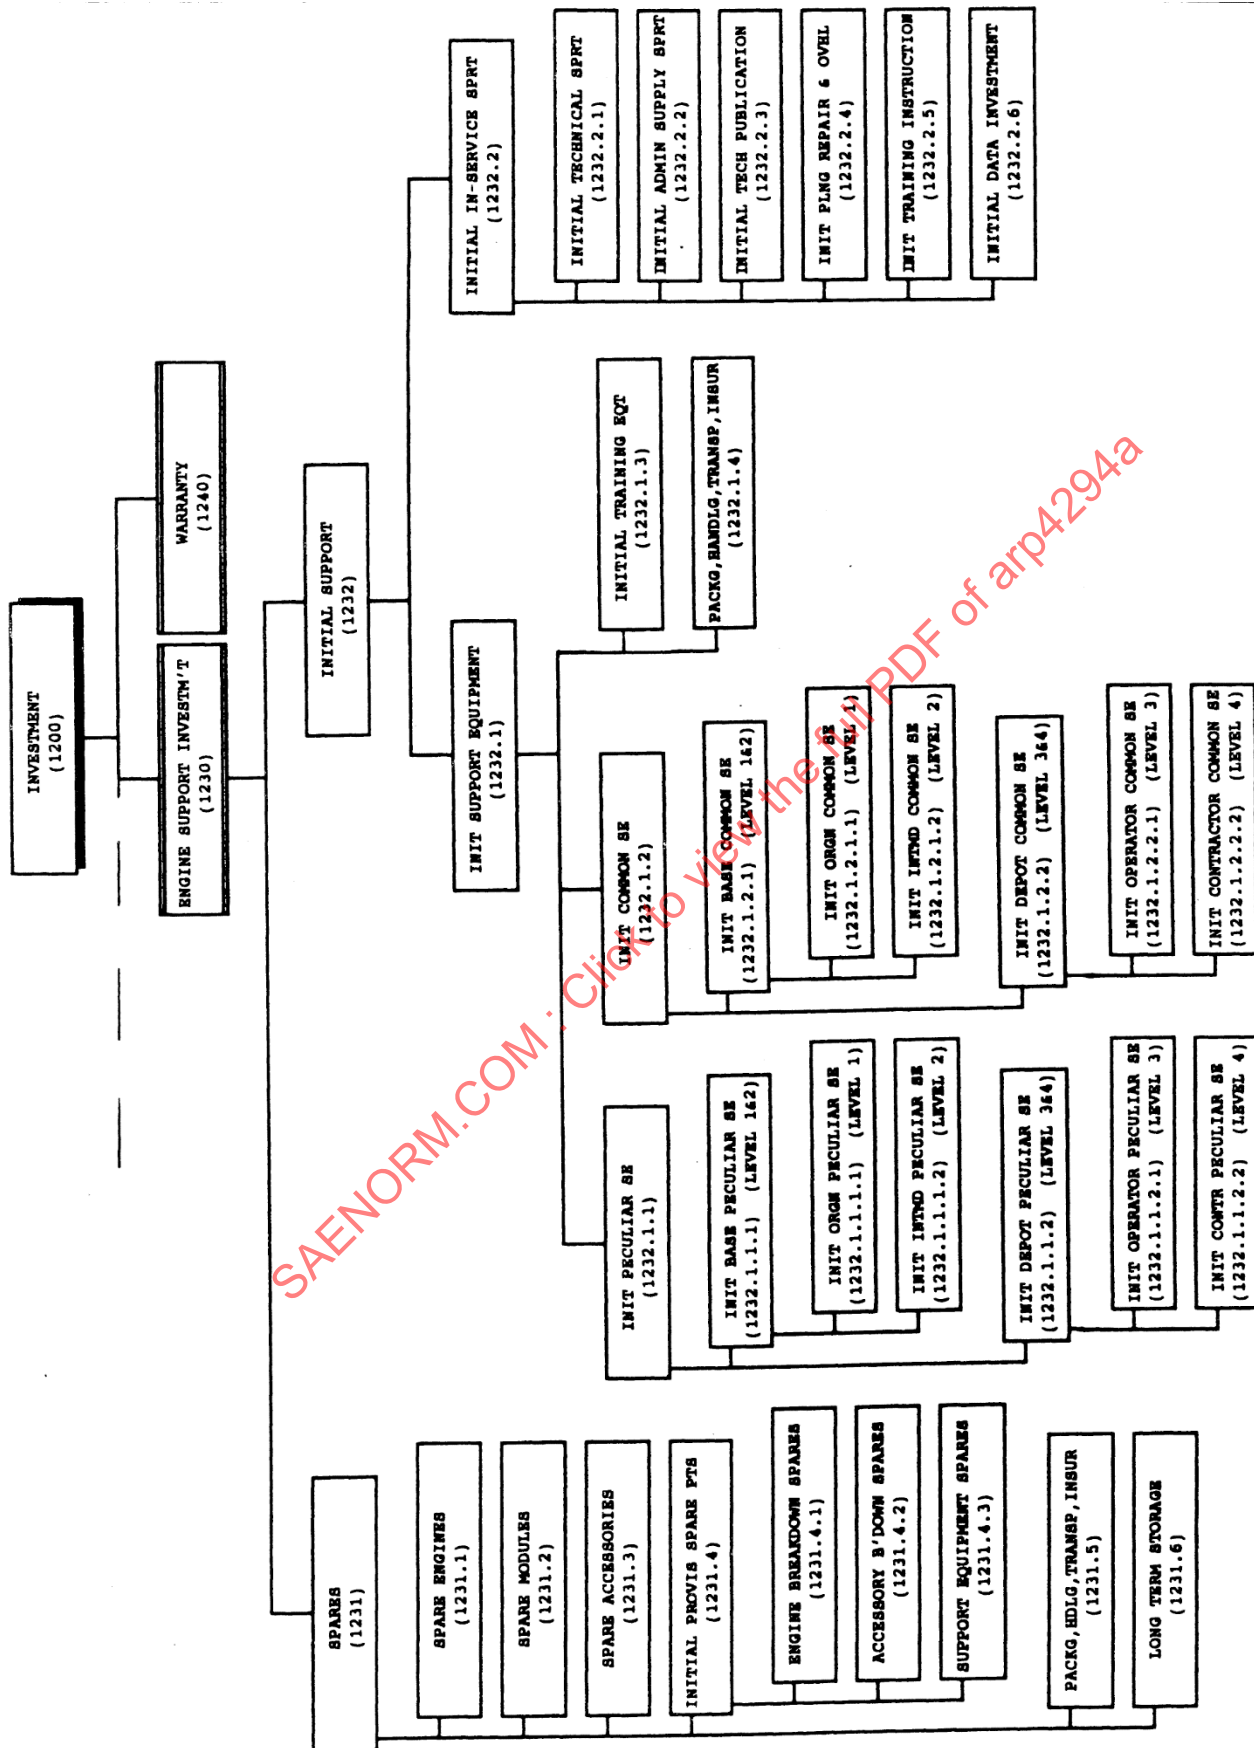 INVESTMENT
(1200)
ENGINE SUPPORT INVESTM'T
(1230)
WARRANTY
(1240)
SPARES
(1231)
INITIAL SUPPORT
(1232)
SPARE ENGINES
(1231.1)
SPARE MODULES
(1231.2)
SPARE ACCESSORIES
(1231.3)
INITIAL PROVIS SPARE PTS
(1231.4)
ENGINE BREAKDOWN SPARES
(1231.4.1)
ACCESSORY B'DOWN SPARES
(1231.4.2)
SUPPORT EQUIPMENT SPARES
(1231.4.3)
PACKG,HDLG,TRANSP,INSUR
(1231.5)
LONG TERM STORAGE
(1231.6)
INIT SUPPORT EQUIPMENT
(1232.1)
INIT PECULIAR SE
(1232.1.1)
INIT BASE PECULIAR SE
(1232.1.1.1) (LEVEL 1&2)
INIT ORGN PECULIAR SE
(1232.1.1.1.1) (LEVEL 1)
INIT INTMD PECULIAR SE
(1232.1.1.1.2) (LEVEL 2)
INIT DEPOT PECULIAR SE
(1232.1.1.2) (LEVEL 3&4)
INIT OPERATOR PECULIAR SE
(1232.1.1.2.1) (LEVEL 3)
INIT CONTR PECULIAR SE
(1232.1.1.2.2) (LEVEL 4)
INIT COMMON SE
(1232.1.2)
INIT BASE COMMON SE
(1232.1.2.1) (LEVEL 1&2)
INIT ORGN COMMON SE
(1232.1.2.1.1) (LEVEL 1)
INIT INTMD COMMON SE
(1232.1.2.1.2) (LEVEL 2)
INIT DEPOT COMMON SE
(1232.1.2.2) (LEVEL 3&4)
INIT OPERATOR COMMON SE
(1232.1.2.2.1) (LEVEL 3)
INIT CONTRACTOR COMMON SE
(1232.1.2.2.2) (LEVEL 4)
INITIAL TRAINING EQT
(1232.1.3)
PACKG,HANDLG,TRANSP,INSUR
(1232.1.4)
INITIAL IN-SERVICE SPRT
(1232.2)
INITIAL TECHNICAL SPRT
(1232.2.1)
INITIAL ADMIN SUPPLY SPRT
(1232.2.2)
INITIAL TECH PUBLICATION
(1232.2.3)
INIT PLNG REPAIR & OVHL
(1232.2.4)
INIT TRAINING INSTRUCTION
(1232.2.5)
INITIAL DATA INVESTMENT
(1232.2.6)
SAENORM.COM : Click to view the full PDF of arp4294a